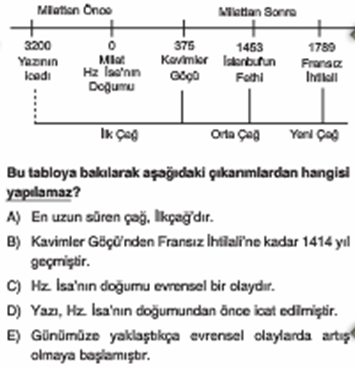 Milattan Önce Milattan Sonra
3200 0 375 1453 1789
Yazının Milat Kavimler İstanbul'un Fransız
icadı Hz İsa'nın Göçü Fethi İhtilali
Doğumu
İlk Çağ Orta Çağ Yeni Çağ
Bu tabloya bakılarak aşağıdaki çıkarımlardan hangisi
yapılamaz?
A) En uzun süren çağ, İlkçağ'dır.
B) Kavimler Göçü'nden Fransız İhtilali'ne kadar 1414 yıl
geçmiştir.
C) Hz. İsa'nın doğumu evrensel bir olaydır.
D) Yazı, Hz. İsa'nın doğumundan önce icat edilmiştir.
E) Günümüze yaklaştıkça evrensel olaylarda artış
olmaya başlamıştır.